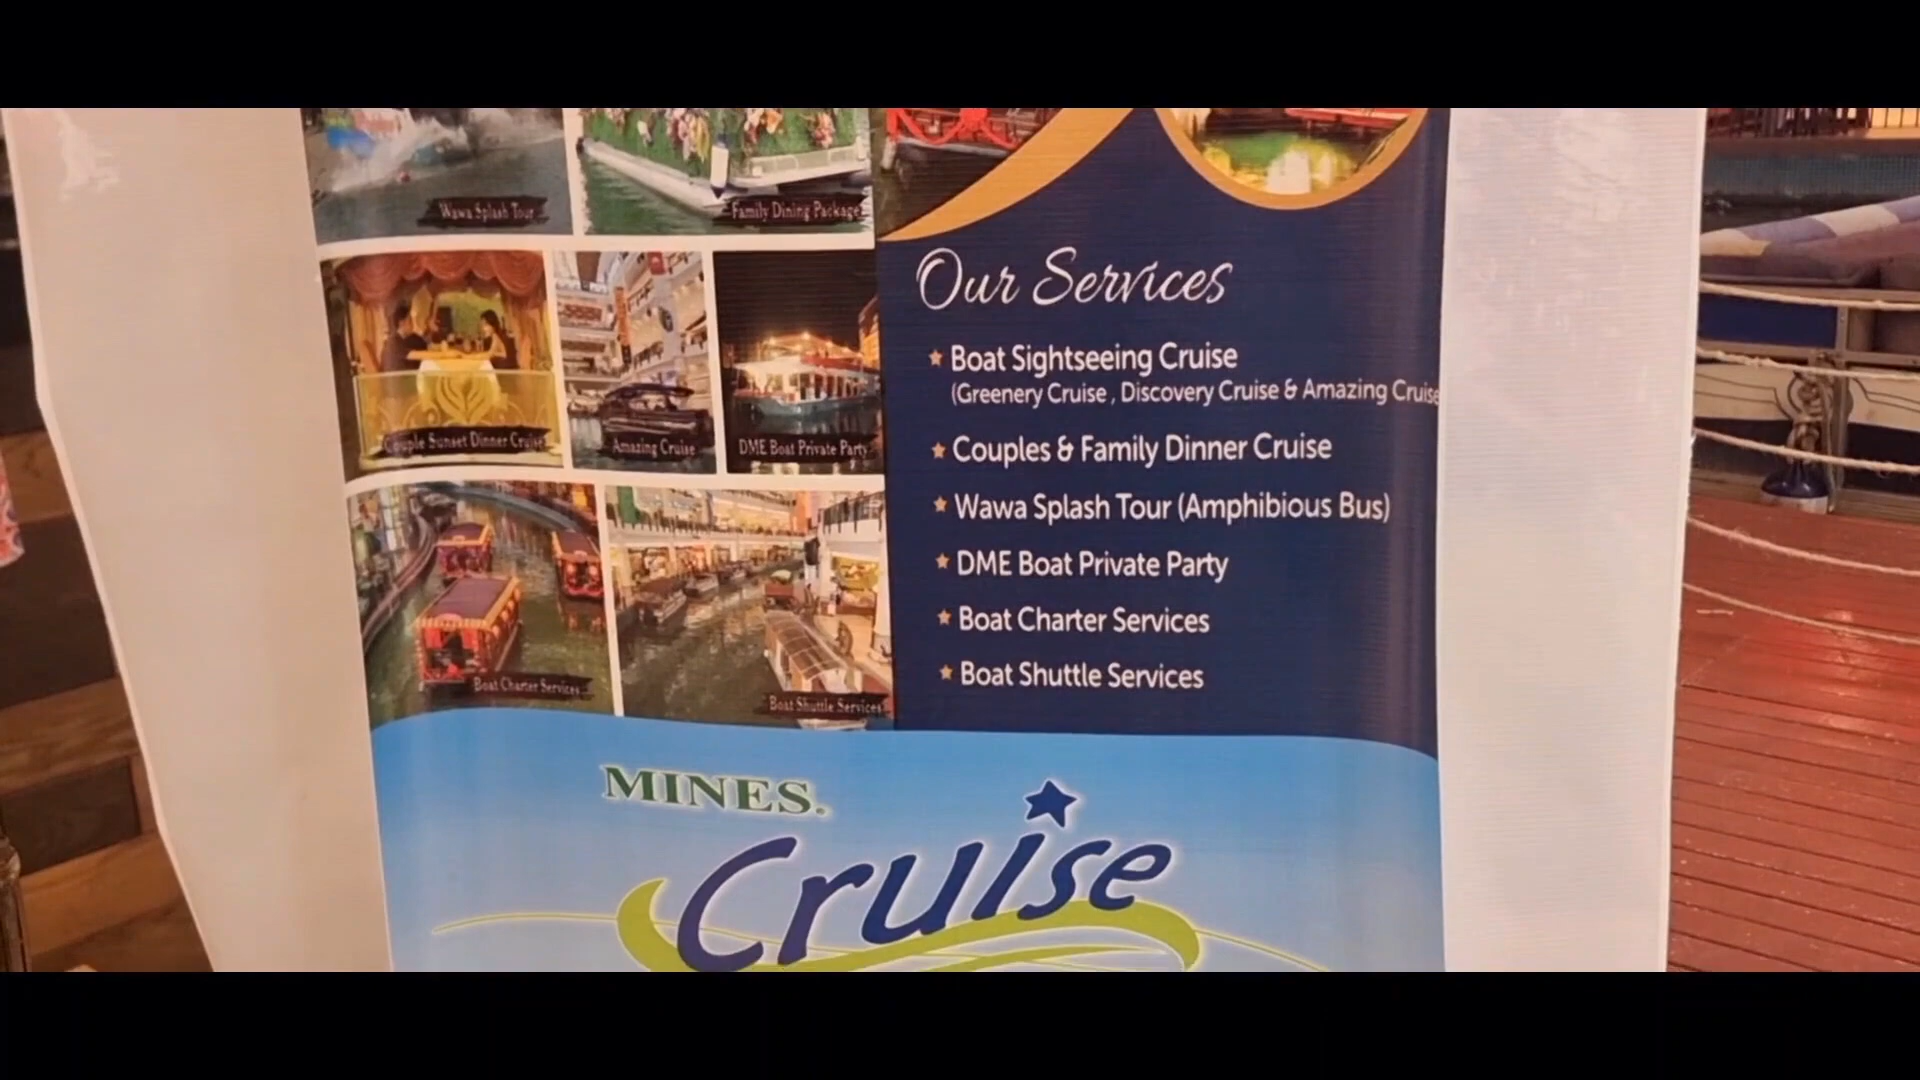 Wawa Splash Tour
Family Dining Package
Couple Sunset Dinner Cruise
Amazing Cruise
DME Boat Private Party
Boat Charter Services
Boat Shuttle Services
Our Services
Boat Sightseeing Cruise
(Greenery Cruise , Discovery Cruise & Amazing Cruise
Couples & Family Dinner Cruise
Wawa Splash Tour (Amphibious Bus)
DME Boat Private Party
Boat Charter Services
Boat Shuttle Services
MINES.
Cruise